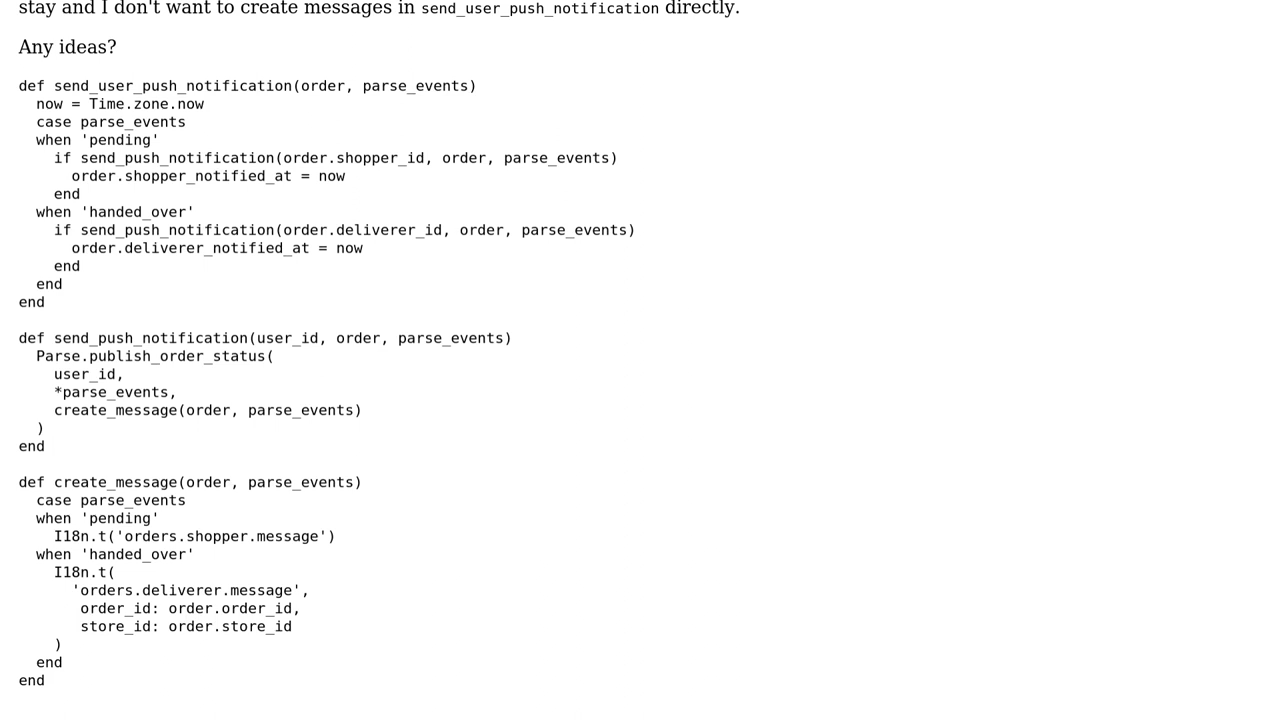 stay and I don't want to create messages in send_user_push_notification directly.
Any ideas?
def send_user_push_notification(order, parse_events)
  now = Time.zone.now
  case parse_events
  when 'pending'
    if send_push_notification(order.shopper_id, order, parse_events)
      order.shopper_notified_at = now
    end
  when 'handed_over'
    if send_push_notification(order.deliverer_id, order, parse_events)
      order.deliverer_notified_at = now
    end
  end
end

def send_push_notification(user_id, order, parse_events)
  Parse.publish_order_status(
    user_id,
    *parse_events,
    create_message(order, parse_events)
  )
end

def create_message(order, parse_events)
  case parse_events
  when 'pending'
    I18n.t('orders.shopper.message')
  when 'handed_over'
    I18n.t(
      'orders.deliverer.message',
       order_id: order.order_id,
       store_id: order.store_id
    )
  end
end